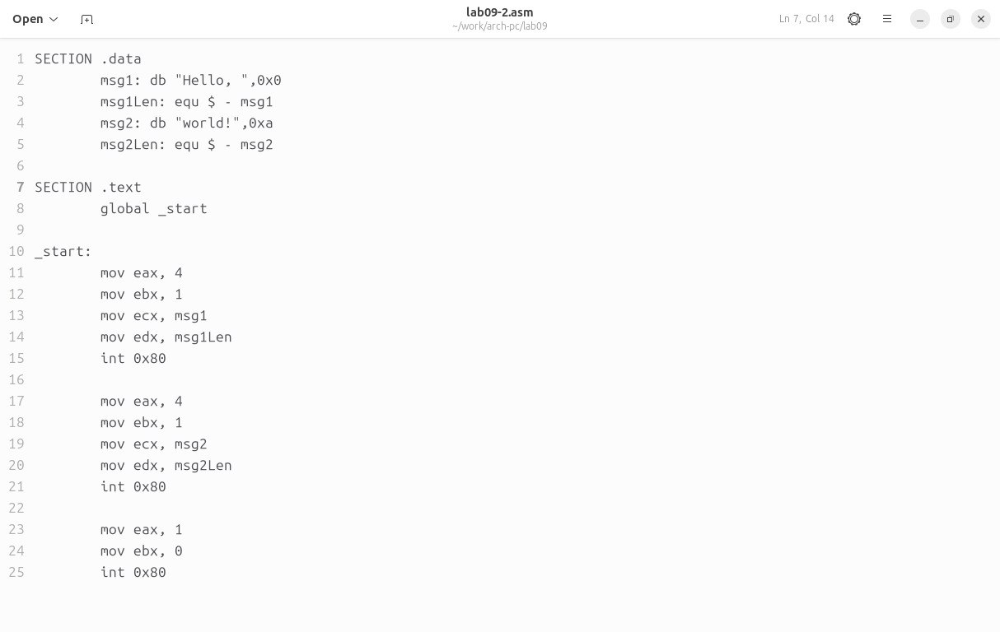 Open
lab09-2.asm
~/work/arch-pc/lab09
Ln 7, Col 14
1 SECTION .data
2         msg1: db "Hello, ",0x0
3         msg1Len: equ $ - msg1
4         msg2: db "world!",0xa
5         msg2Len: equ $ - msg2
6
7 SECTION .text
8         global _start
9
10 _start:
11         mov eax, 4
12         mov ebx, 1
13         mov ecx, msg1
14         mov edx, msg1Len
15         int 0x80
16
17         mov eax, 4
18         mov ebx, 1
19         mov ecx, msg2
20         mov edx, msg2Len
21         int 0x80
22
23         mov eax, 1
24         mov ebx, 0
25         int 0x80